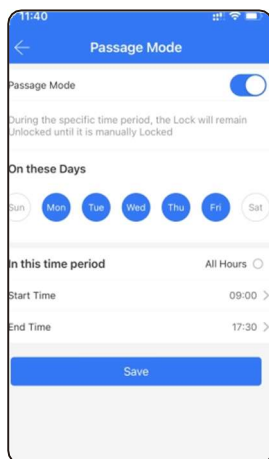 11:40
Passage Mode
Passage Mode
During the specific time period, the Lock will remain
Unlocked until it is manually Locked
On these Days
Sun Mon Tue Wed Thu Fri Sat
In this time period All Hours
Start Time 09:00
End Time 17:30
Save